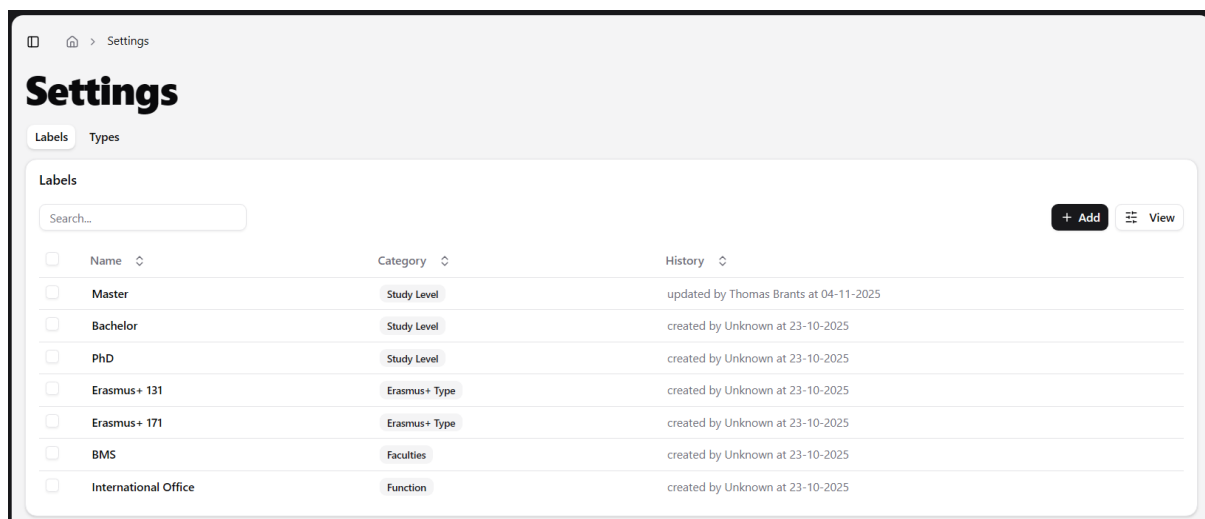 Settings
Settings
Labels Types
Labels
Search...
+ Add View
Name Category History
Master Study Level updated by Thomas Brants at 04-11-2025
Bachelor Study Level created by Unknown at 23-10-2025
PhD Study Level created by Unknown at 23-10-2025
Erasmus+ 131 Erasmus+ Type created by Unknown at 23-10-2025
Erasmus+ 171 Erasmus+ Type created by Unknown at 23-10-2025
BMS Faculties created by Unknown at 23-10-2025
International Office Function created by Unknown at 23-10-2025